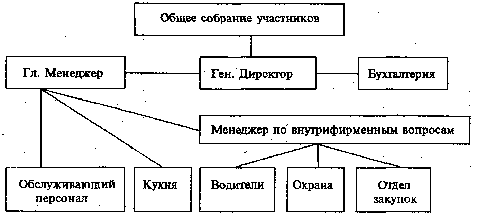 Общее собрание участников
Гл. Менеджер
Ген. Директор
Бухгалтерия
Менеджер по внутрифирменным вопросам
Обслуживающий
персонал
Кухня
Водители
Охрана
Отдел
закупок